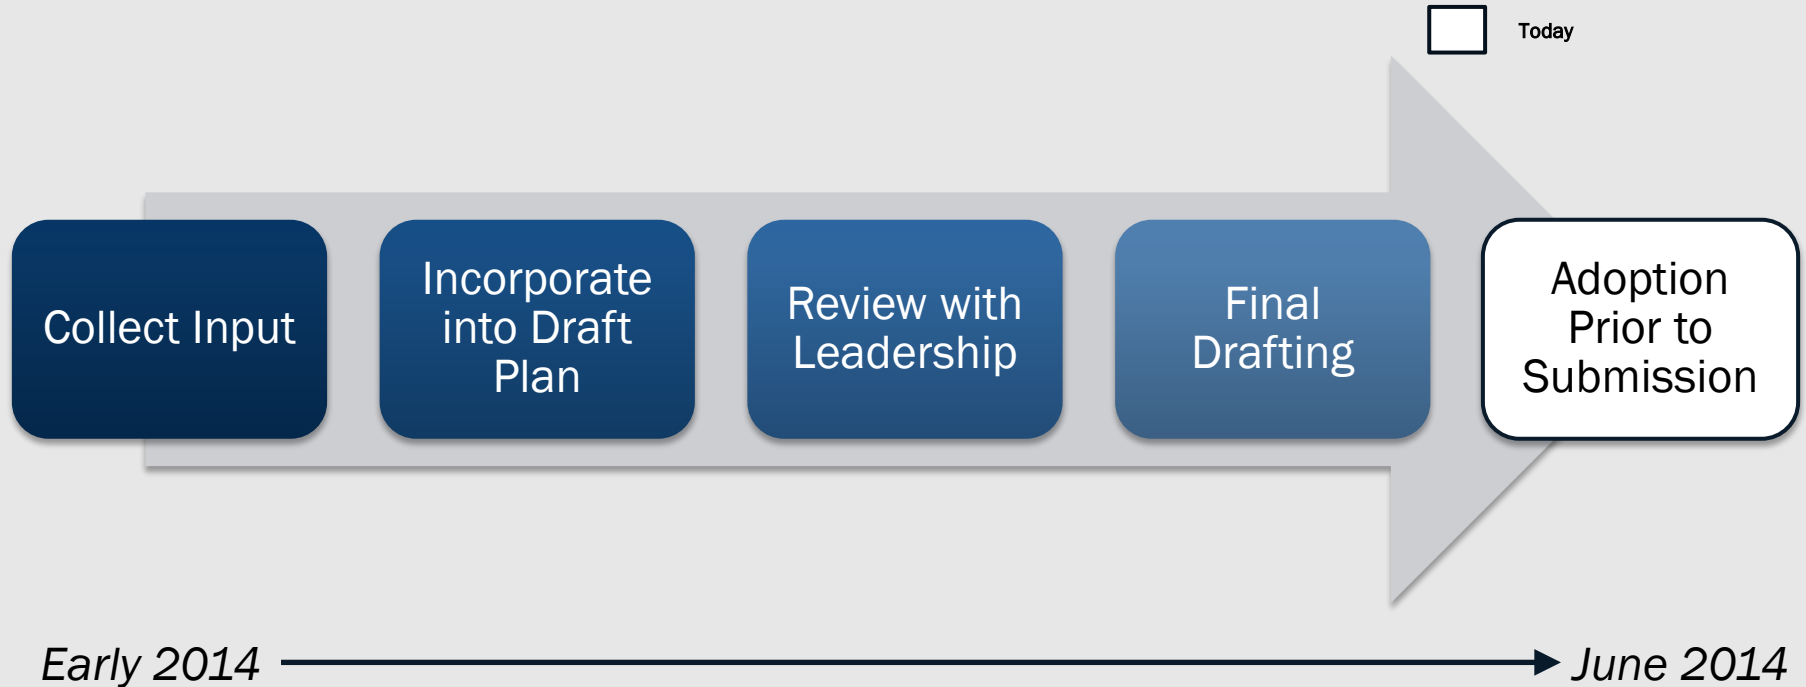 Today
Collect Input
Incorporate
into Draft
Plan
Review with
Leadership
Final
Drafting
Adoption
Prior to
Submission
Early 2014
June 2014